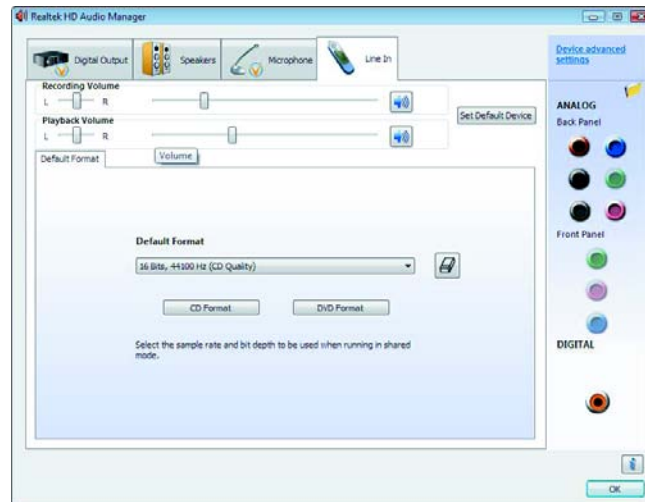 Realtek HD Audio Manager
Digital Output
Speakers
Microphone
Line In
Device advanced
settings
Recording Volume
L
R
Set Default Device
Playback Volume
L
R
Default Format
Volume
ANALOG
Back Panel
Default Format
16 Bits, 44100 Hz (CD Quality)
CD Format
DVD Format
Select the sample rate and bit depth to be used when running in shared
mode.
Front Panel
DIGITAL
OK